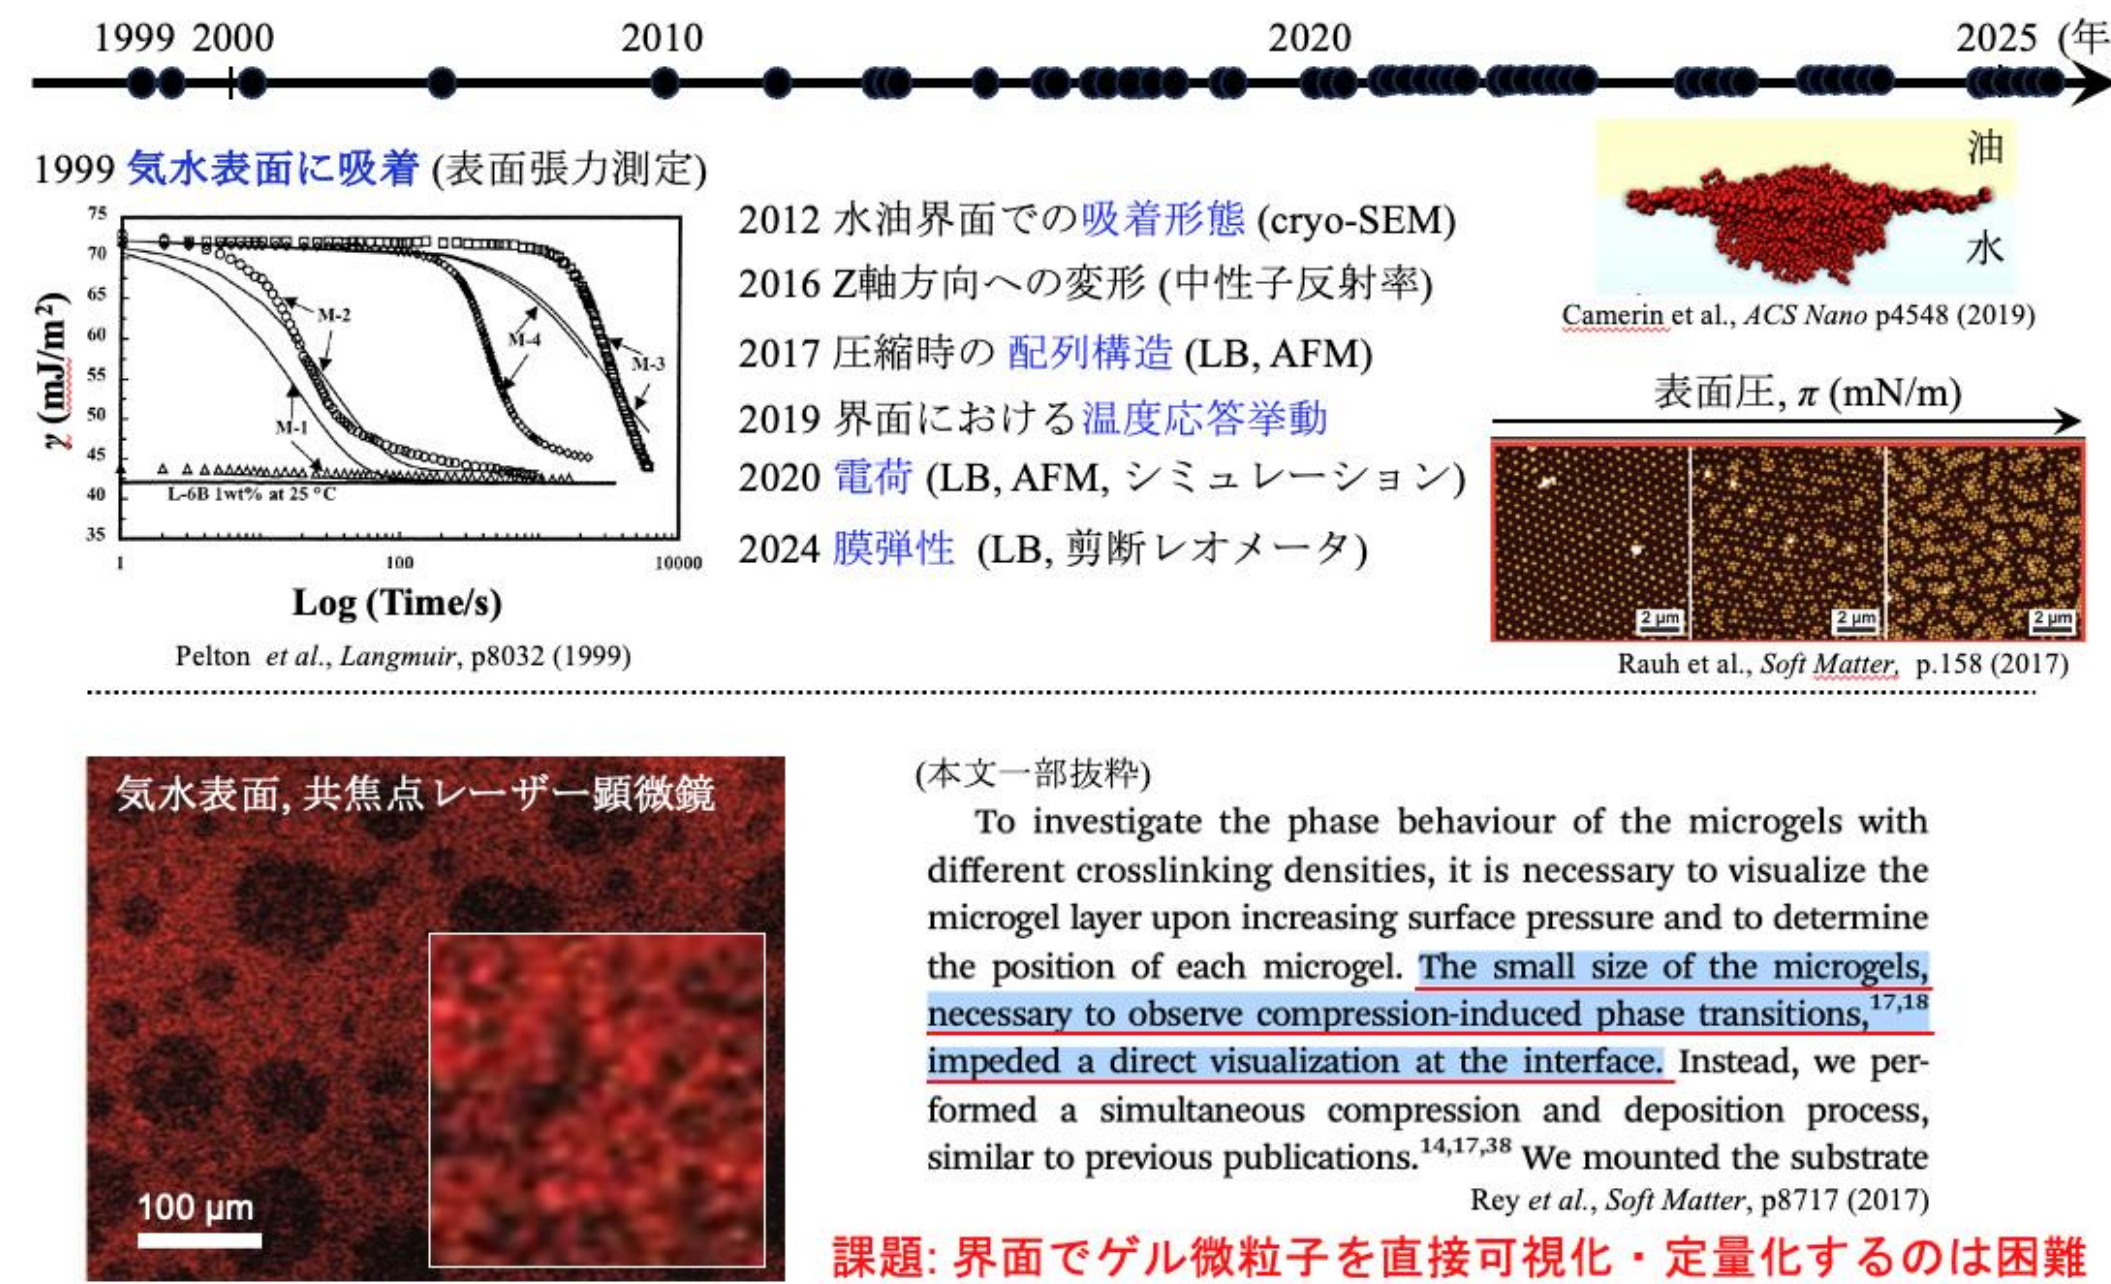 1999 2000 2010 2020 2025 (年
1999 気水表面に吸着 (表面張力測定)
75
70
65
60
55
50
45
40
35
γ (mJ/m²)
M-2
M-4
M-3
M-1
L-6B 1wt% at 25 °C
1 100 10000
Log (Time/s)
Pelton et al., Langmuir, p8032 (1999)
2012 水油界面での吸着形態 (cryo-SEM)
2016 Z軸方向への変形 (中性子反射率)
2017 圧縮時の 配列構造 (LB, AFM)
2019 界面における温度応答挙動
2020 電荷 (LB, AFM, シミュレーション)
2024 膜弾性 (LB, 剪断レオメータ)
油
水
Camerin et al., ACS Nano p4548 (2019)
表面圧, π (mN/m)
2 μm 2 μm 2 μm
Rauh et al., Soft Matter, p.158 (2017)
気水表面, 共焦点レーザー顕微鏡
100 μm
(本文一部抜粋)
To investigate the phase behaviour of the microgels with
different crosslinking densities, it is necessary to visualize the
microgel layer upon increasing surface pressure and to determine
the position of each microgel. The small size of the microgels,
necessary to observe compression-induced phase transitions,17,18
impeded a direct visualization at the interface. Instead, we per-
formed a simultaneous compression and deposition process,
similar to previous publications.14,17,38 We mounted the substrate
Rey et al., Soft Matter, p8717 (2017)
課題: 界面でゲル微粒子を直接可視化・定量化するのは困難